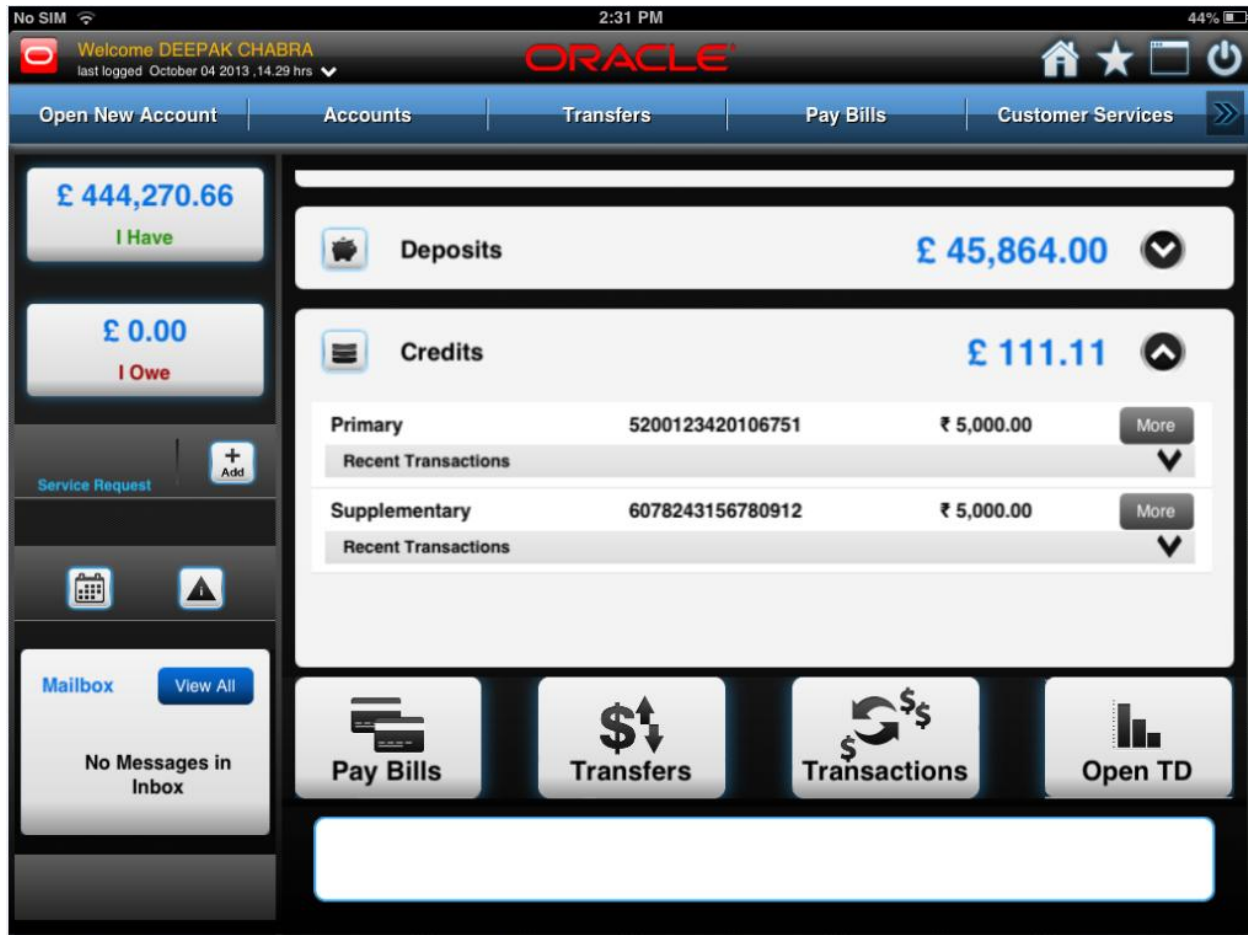 No SIM 2:31 PM 44%
Welcome DEEPAK CHABRA
last logged October 04 2013 ,14.29 hrs
ORACLE
Open New Account Accounts Transfers Pay Bills Customer Services
£ 444,270.66
I Have
£ 0.00
I Owe
Service Request
+
Add
Mailbox View All
No Messages in
Inbox
Deposits £ 45,864.00
Credits £ 111.11
Primary 5200123420106751 ₹ 5,000.00 More
Recent Transactions
Supplementary 6078243156780912 ₹ 5,000.00 More
Recent Transactions
Pay Bills
Transfers
Transactions
Open TD